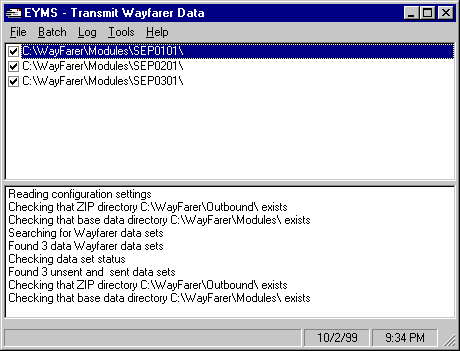 EYMS - Transmit Wayfarer Data
File Batch Log Tools Help
C:\WayFarer\Modules\SEP0101\
C:\WayFarer\Modules\SEP0201\
C:\WayFarer\Modules\SEP0301\
Reading configuration settings
Checking that ZIP directory C:\WayFarer\Outbound\ exists
Checking that base data directory C:\WayFarer\Modules\ exists
Searching for Wayfarer data sets
Found 3 data Wayfarer data sets
Checking data set status
Found 3 unsent and  sent data sets
Checking that ZIP directory C:\WayFarer\Outbound\ exists
Checking that base data directory C:\WayFarer\Modules\ exists
10/2/99 9:34 PM